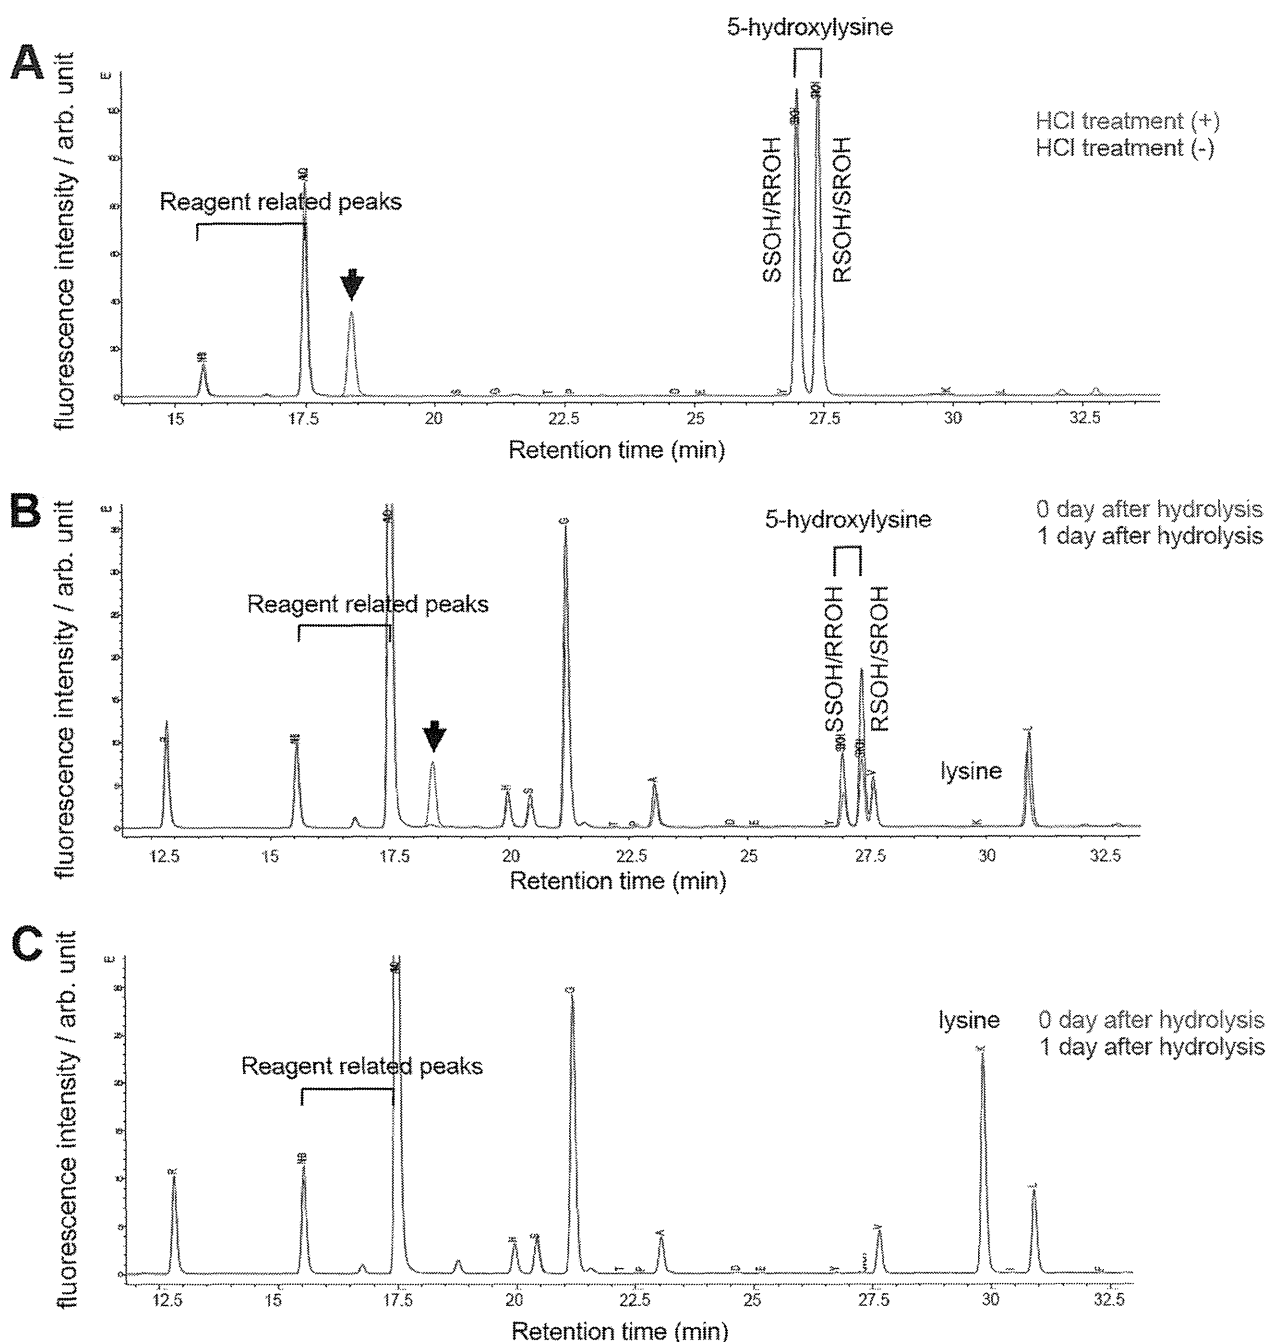 A
fluorescence intensity / arb. unit
5-hydroxylysine
HCl treatment (+)
HCl treatment (-)
Reagent related peaks
SSOH/RROH
RSOH/SROH
15 17.5 20 22.5 25 27.5 30 32.5
Retention time (min)
B
fluorescence intensity / arb. unit
5-hydroxylysine
0 day after hydrolysis
1 day after hydrolysis
Reagent related peaks
SSOH/RROH
RSOH/SROH
lysine
G
H
S
A
V
L
T
E
Y
K
12.5 15 17.5 20 22.5 25 27.5 30 32.5
Retention time (min)
C
fluorescence intensity / arb. unit
lysine
0 day after hydrolysis
1 day after hydrolysis
Reagent related peaks
R
G
A
V
K
L
T
P
D
E
Y
12.5 15 17.5 20 22.5 25 27.5 30 32.5
Retention time (min)